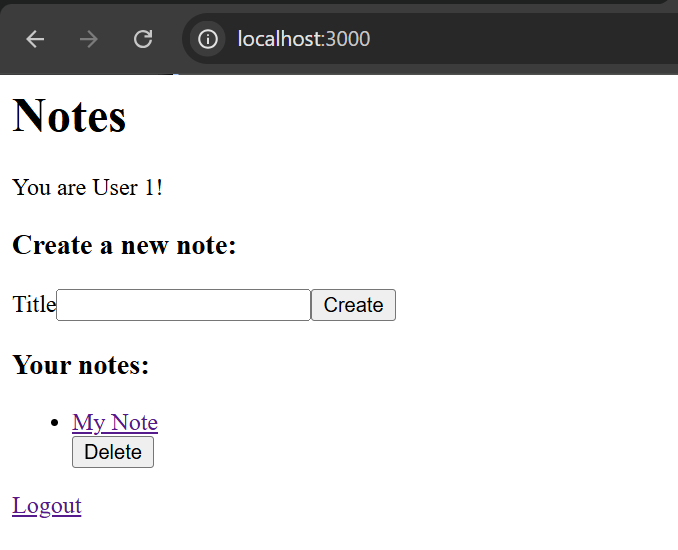 localhost:3000
Notes
You are User 1!
Create a new note:
Title Create
Your notes:
My Note
Delete
Logout